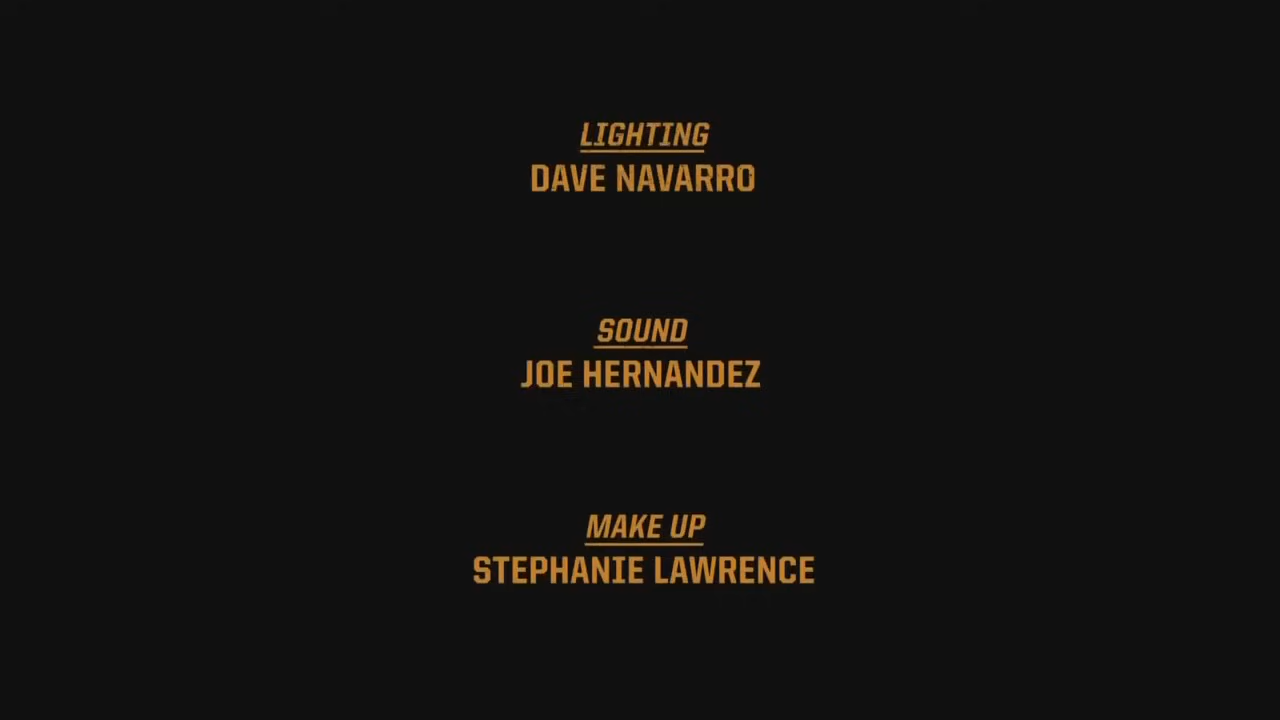 LIGHTING
DAVE NAVARRO
SOUND
JOE HERNANDEZ
MAKE UP
STEPHANIE LAWRENCE